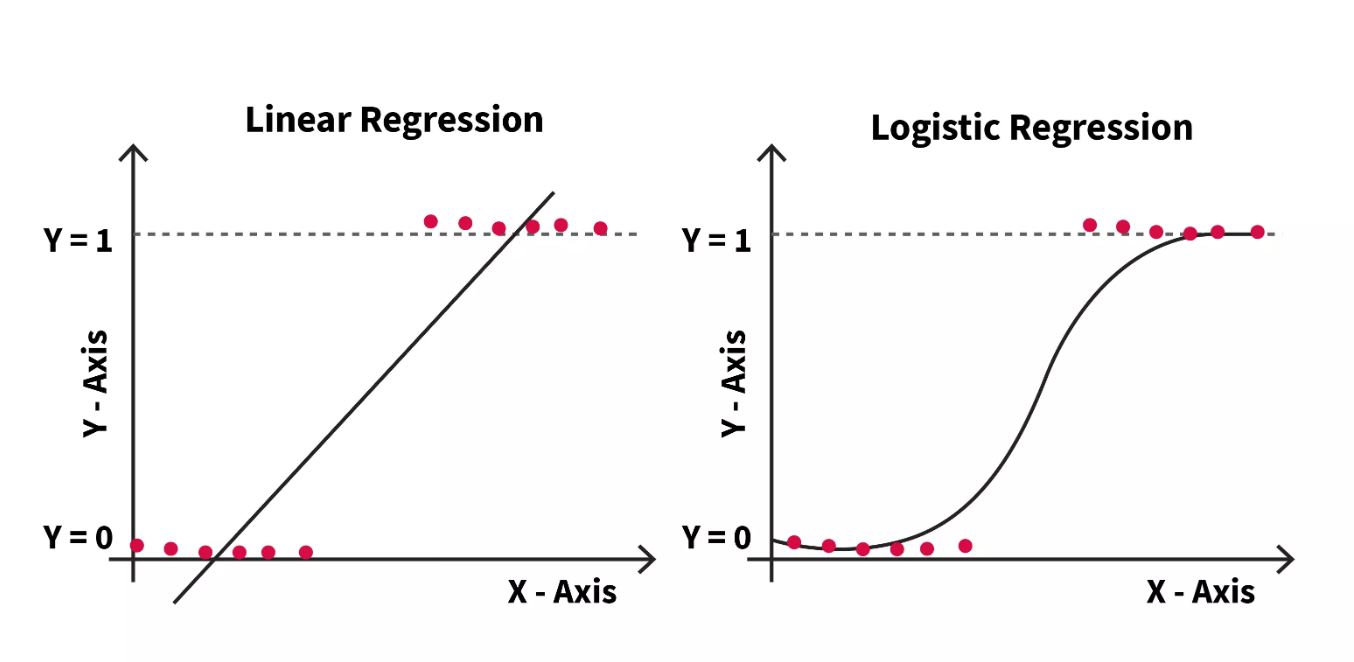 Linear Regression
Y = 1
Y - Axis
Y = 0
X - Axis
Logistic Regression
Y = 1
Y - Axis
Y = 0
X - Axis